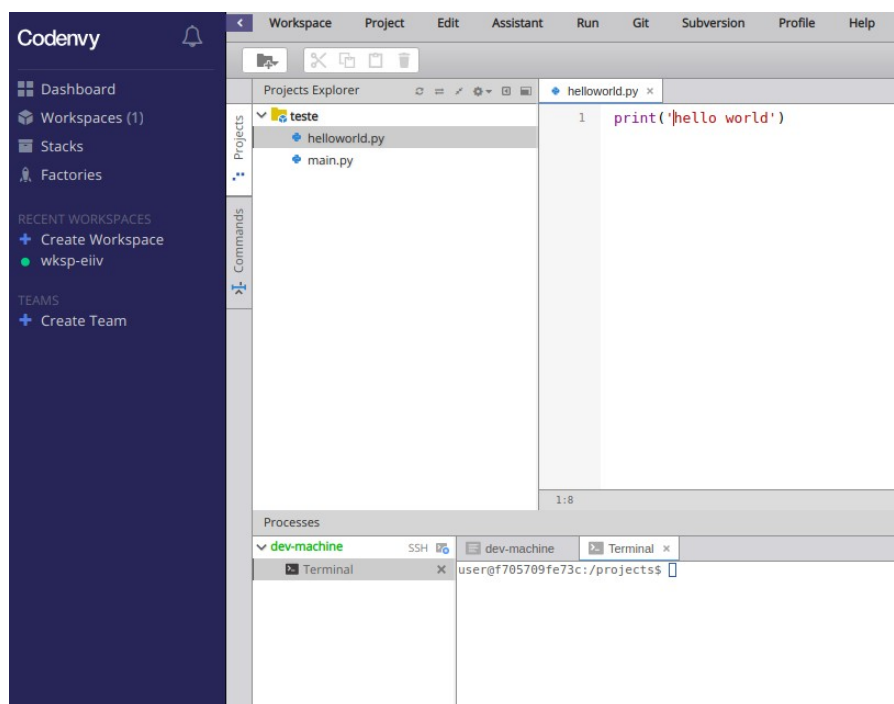 Codenvy
Dashboard
Workspaces (1)
Stacks
Factories
RECENT WORKSPACES
Create Workspace
wksp-eiiv
TEAMS
Create Team
Workspace Project Edit Assistant Run Git Subversion Profile Help
Projects
Commands
Projects Explorer
teste
helloworld.py
main.py
helloworld.py ×
1 print('hello world')
1:8
Processes
dev-machine SSH
Terminal
dev-machine Terminal ×
user@f705709fe73c:/projects$